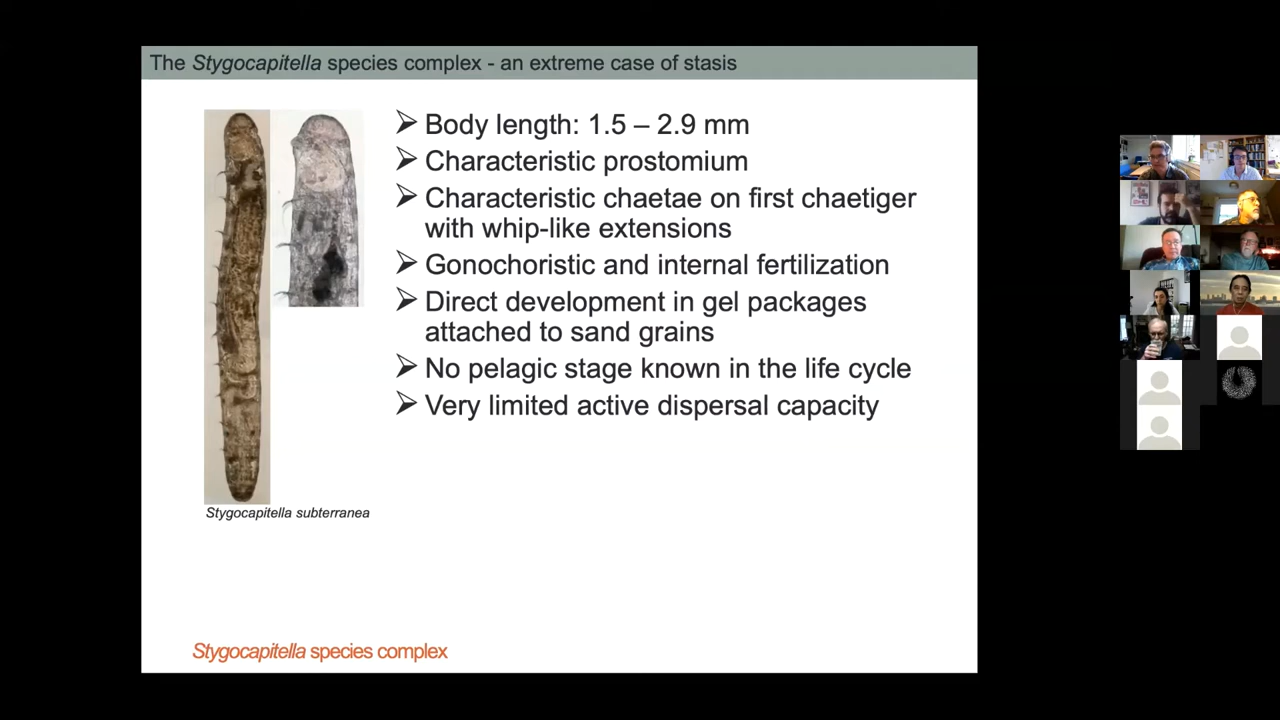 The Stygocapitella species complex - an extreme case of stasis
➢ Body length: 1.5 – 2.9 mm
➢ Characteristic prostomium
➢ Characteristic chaetae on first chaetiger
with whip-like extensions
➢ Gonochoristic and internal fertilization
➢ Direct development in gel packages
attached to sand grains
➢ No pelagic stage known in the life cycle
➢ Very limited active dispersal capacity
Stygocapitella subterranea
Stygocapitella species complex